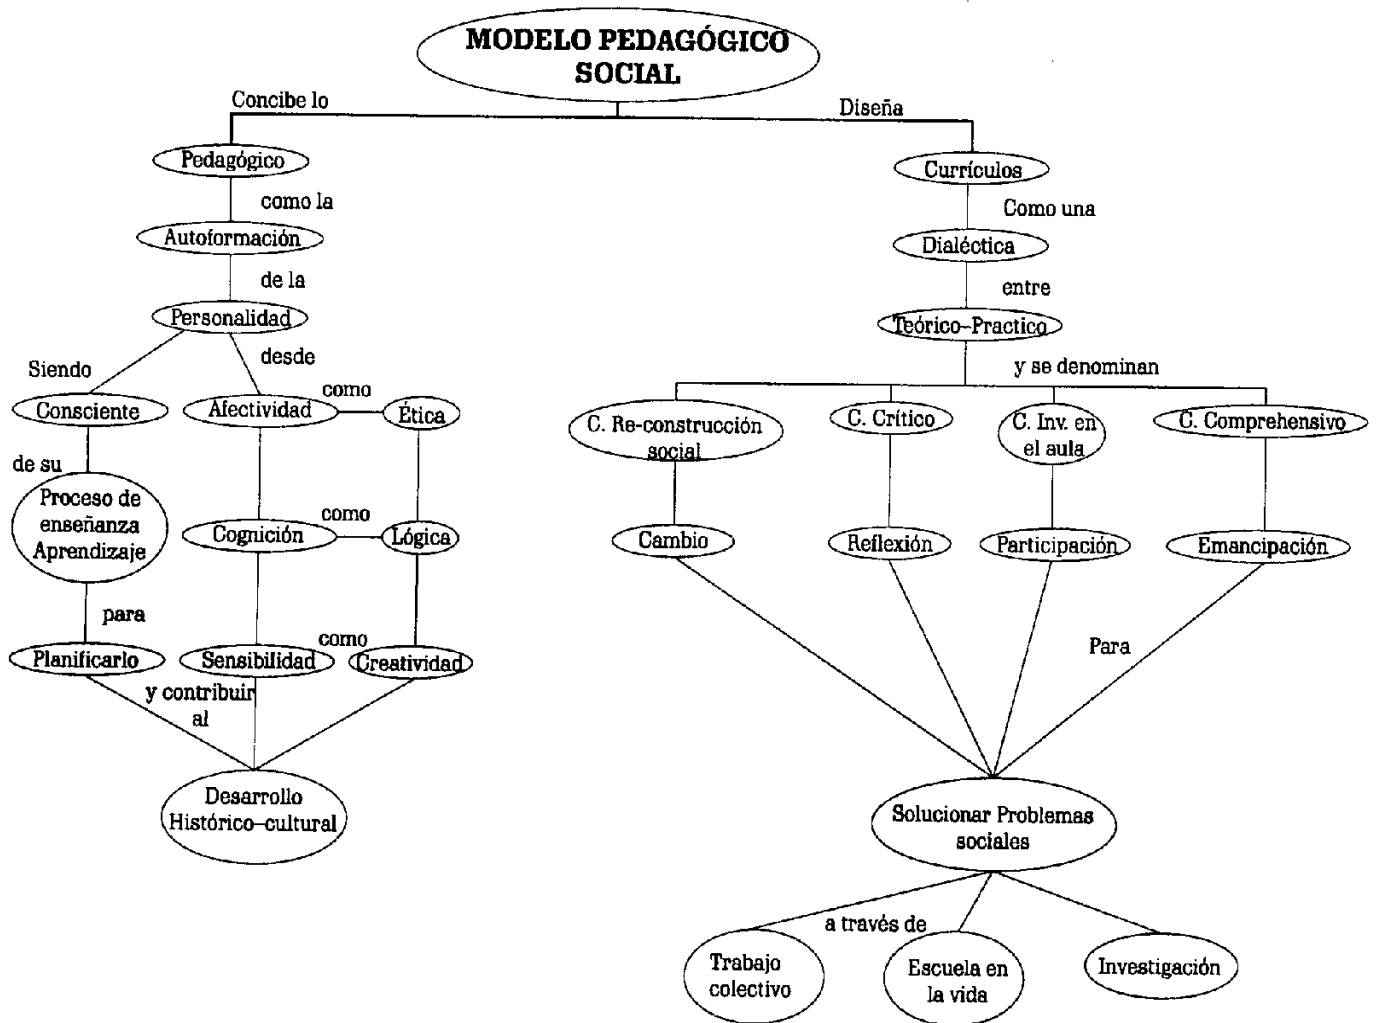 MODELO PEDAGÓGICO
SOCIAL
Concibe lo
Diseña
Pedagógico
como la
Autoformación
de la
Personalidad
Siendo
desde
Consciente
Afectividad
como
Ética
de su
Proceso de
enseñanza
Aprendizaje
Cognición
como
Lógica
para
Planificarlo
Sensibilidad
como
Creatividad
y contribuir
al
Desarrollo
Histórico-cultural
Currículos
Como una
Dialéctica
entre
Teórico-Practico
y se denominan
C. Re-construcción
social
C. Crítico
C. Inv. en
el aula
C. Comprehensivo
Cambio
Reflexión
Participación
Emancipación
Para
Solucionar Problemas
sociales
a través de
Trabajo
colectivo
Escuela en
la vida
Investigación